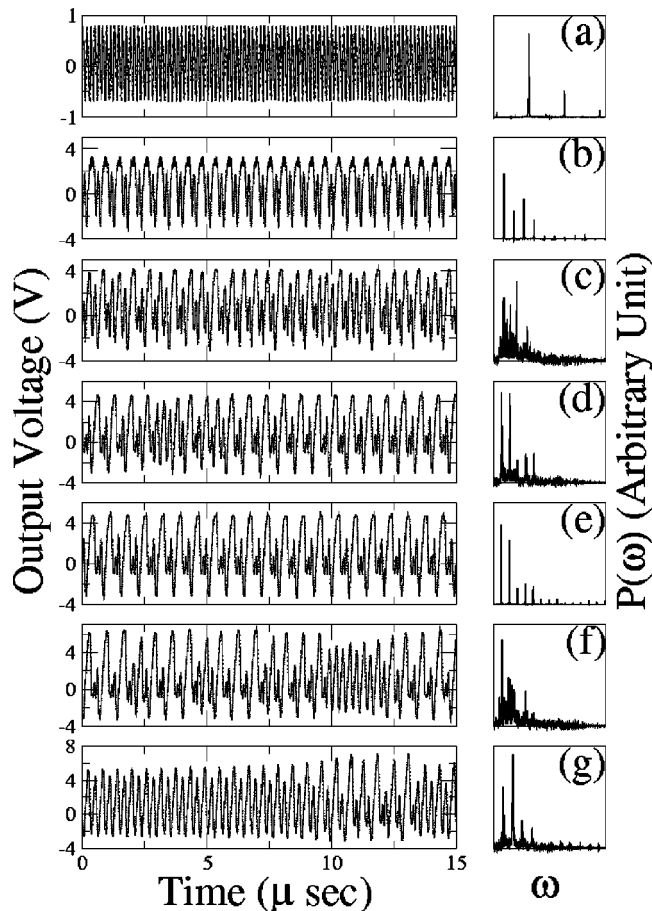 1
0
-1
(a)
4
0
-4
(b)
4
0
-4
(c)
4
0
-4
(d)
4
0
-4
(e)
4
0
-4
(f)
8
4
0
-4
(g)
0
5
10
15
Output Voltage (V)
P(ω) (Arbitrary Unit)
Time (μ sec)
ω